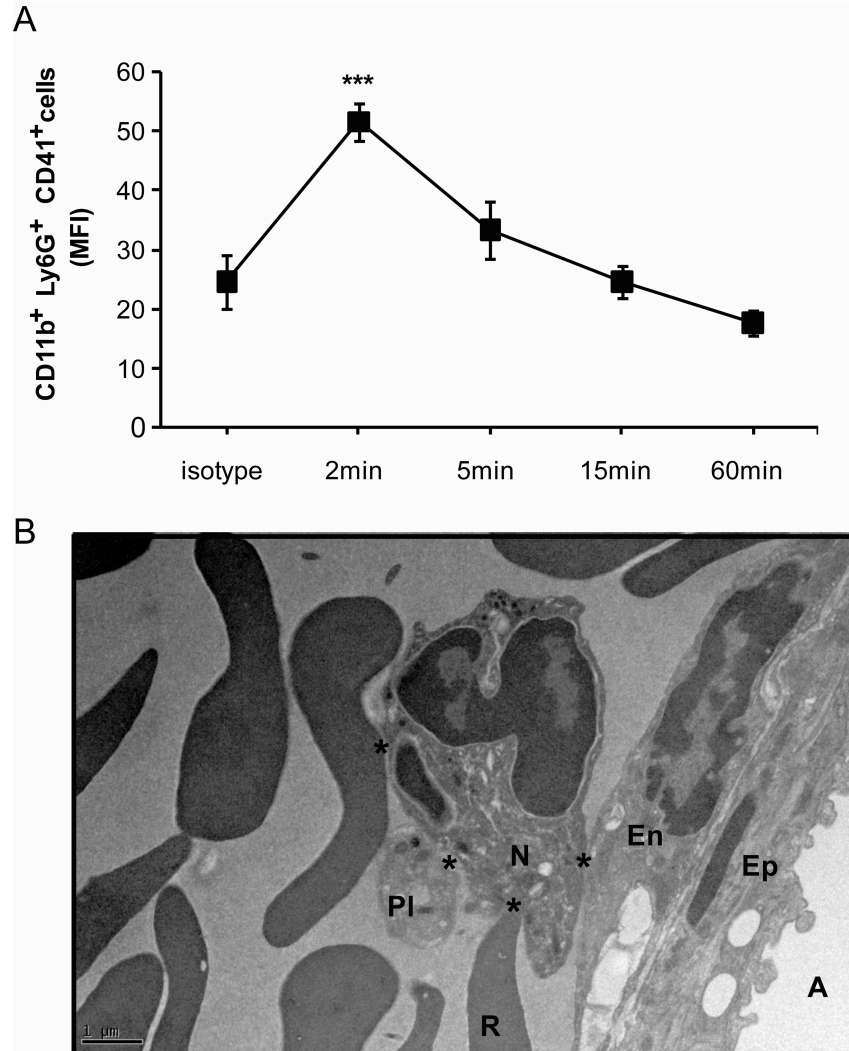 A
***
60
50
40
30
20
10
0
CD11b⁺ Ly6G⁺ CD41⁺cells
(MFI)
isotype 2min 5min 15min 60min
B
*
* N * En
Ep
Pl *
A
R
1 µm